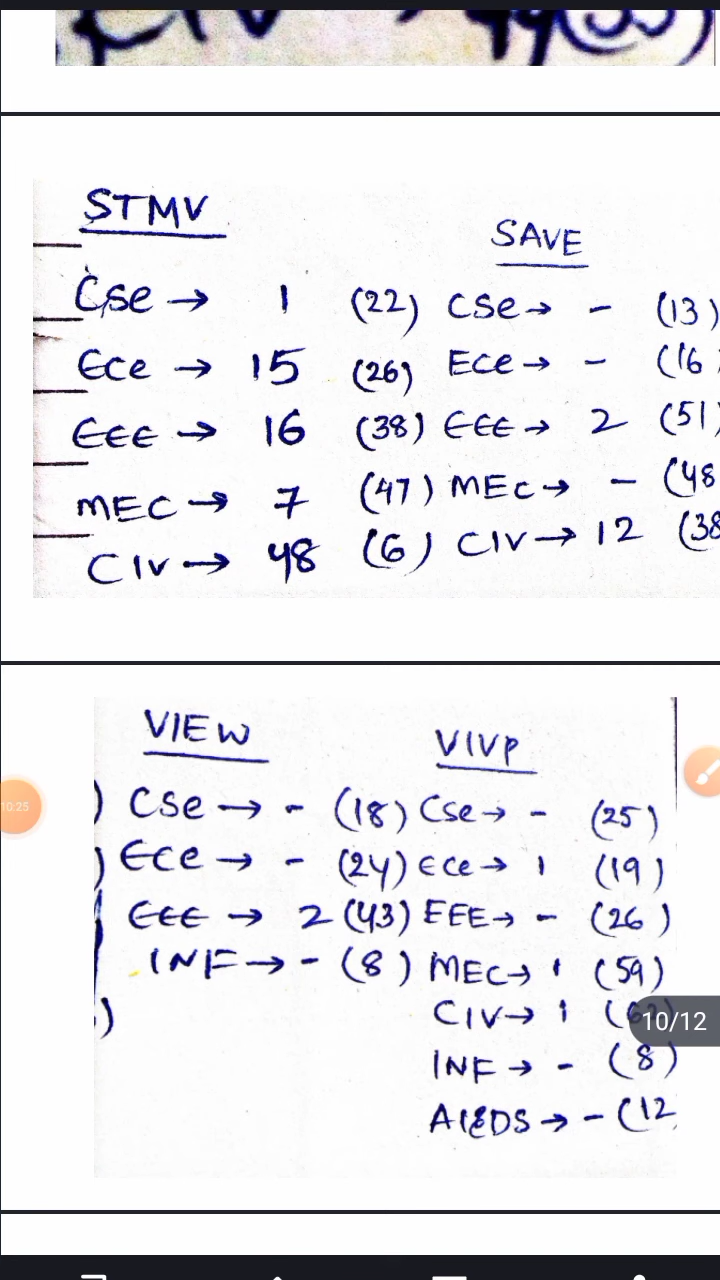 STMV
SAVE
Cse → 1 (22) CSe → - (13)
Ece → 15 (26) Ece → - (16
EEE → 16 (38) EEE → 2 (51)
MEC → 7 (47) MEC → - (48
CIV → 48 (6) CIV → 12 (38
VIEW
VIVP
) CSe → - (18) Cse → - (25)
) ECe → - (24) ECe → 1 (19)
EEE → 2 (43) EEE → - (26)
INF → - (8) MEC → 1 (59)
) CIV → 1
INF → - (8)
AI&DS → - (12
10:25
10/12